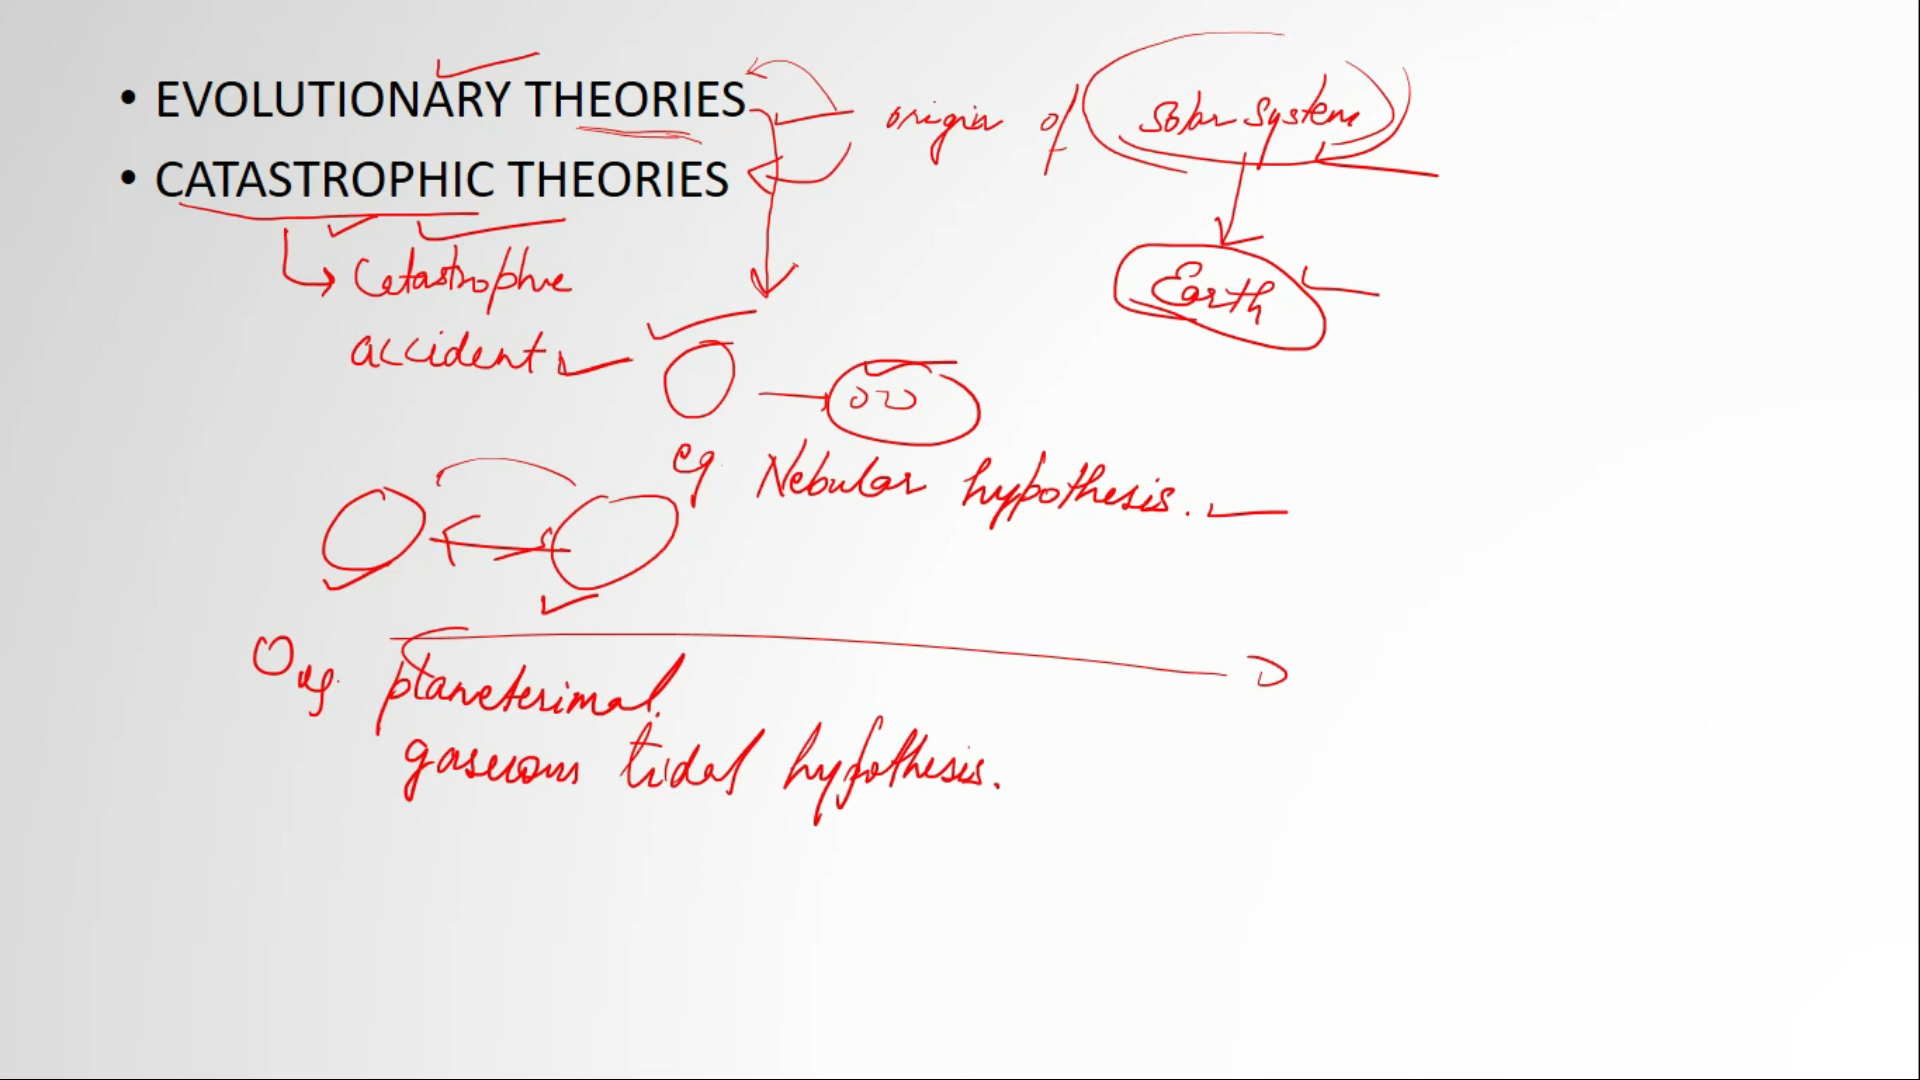 • EVOLUTIONARY THEORIES
origin of solar system
• CATASTROPHIC THEORIES
Catastrophe
Earth
accident
eg Nebular hypothesis.
eg. planeterimal.
gaseous tidal hypothesis.